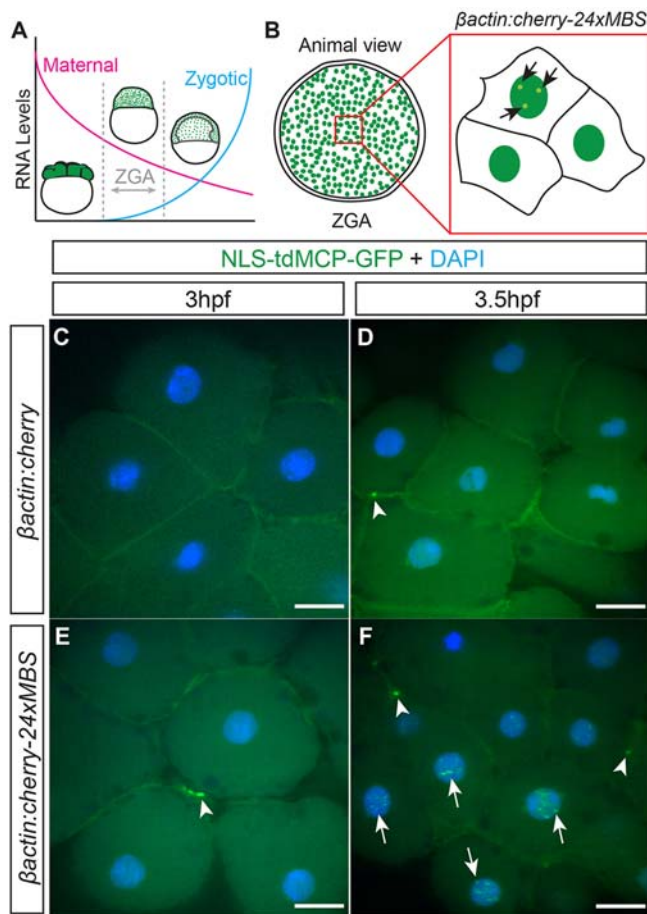 A
Maternal
Zygotic
RNA Levels
ZGA
B
βactin:cherry-24xMBS
Animal view
ZGA
NLS-tdMCP-GFP + DAPI
3hpf
3.5hpf
βactin:cherry
C
D
βactin:cherry-24xMBS
E
F